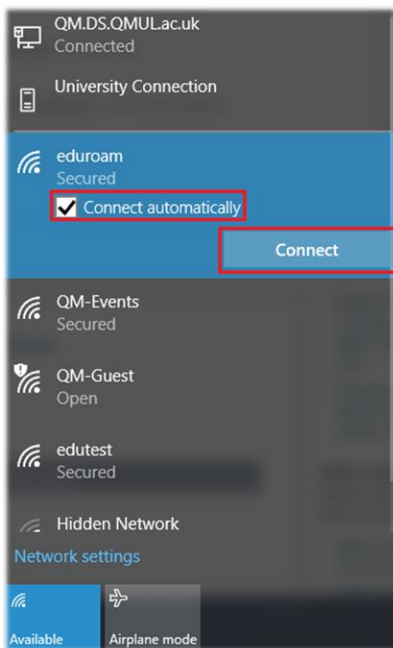 QM.DS.QMUL.ac.uk
Connected
University Connection
eduroam
Secured
Connect automatically
Connect
QM-Events
Secured
QM-Guest
Open
edutest
Secured
Hidden Network
Network settings
Available
Airplane mode